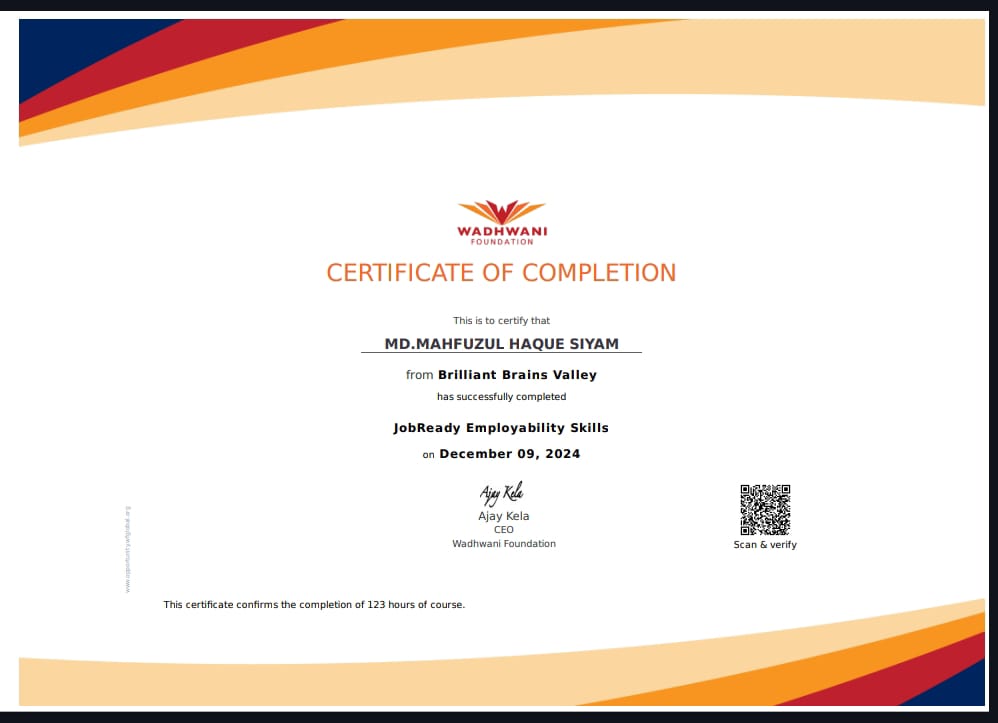 WADHWANI
FOUNDATION
CERTIFICATE OF COMPLETION
This is to certify that
MD.MAHFUZUL HAQUE SIYAM
from Brilliant Brains Valley
has successfully completed
JobReady Employability Skills
on December 09, 2024
Ajay Kela
Ajay Kela
CEO
Wadhwani Foundation
Scan & verify
www.opportunity.wfglobal.org
This certificate confirms the completion of 123 hours of course.